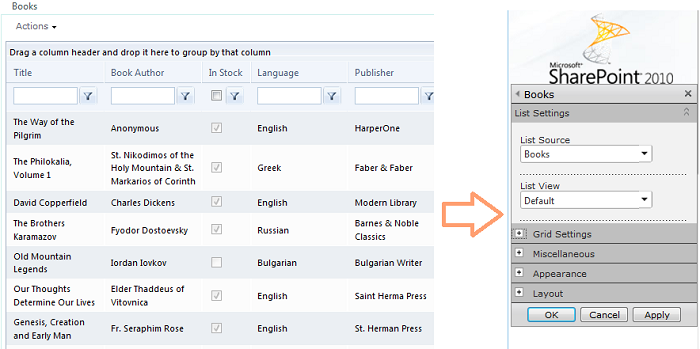 Books
Actions
Drag a column header and drop it here to group by that column
Title Book Author In Stock Language Publisher
The Way of the Pilgrim Anonymous English HarperOne
The Philokalia, Volume 1 St. Nikodimos of the Holy Mountain & St. Markarios of Corinth Greek Faber & Faber
David Copperfield Charles Dickens English Modern Library
The Brothers Karamazov Fyodor Dostoevsky Russian Barnes & Noble Classics
Old Mountain Legends Iordan Iovkov Bulgarian Bulgarian Writer
Our Thoughts Determine Our Lives Elder Thaddeus of Vitovnica English Saint Herma Press
Genesis, Creation and Early Man Fr. Seraphim Rose English St. Herman Press
Microsoft®
SharePoint 2010
Books
List Settings
List Source
Books
List View
Default
Grid Settings
Miscellaneous
Appearance
Layout
OK Cancel Apply